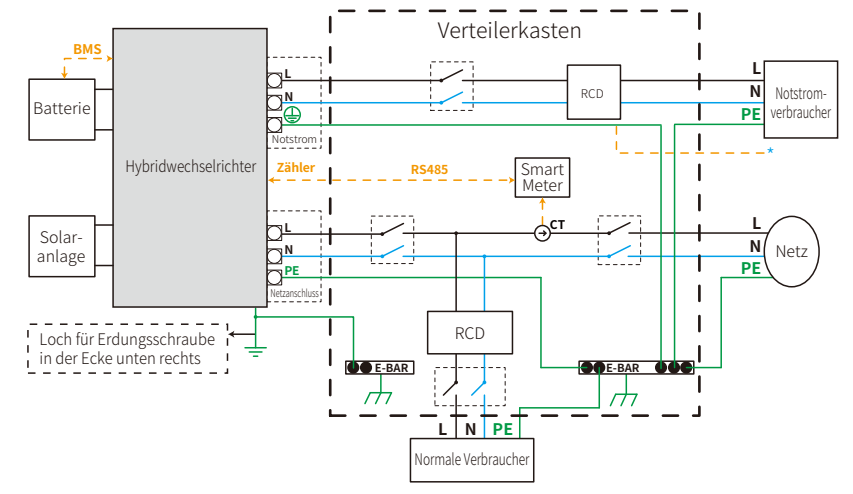 Verteilerkasten
BMS
Batterie
Hybridwechselrichter
L
N
Notstrom
RCD
L
N
PE
Notstrom-
verbraucher
*
Zähler
RS485
Smart
Meter
CT
Solar-
anlage
L
N
PE
Netzanschluss
L
N
PE
Netz
Loch für Erdungsschraube
in der Ecke unten rechts
RCD
E-BAR
E-BAR
L N PE
Normale Verbraucher